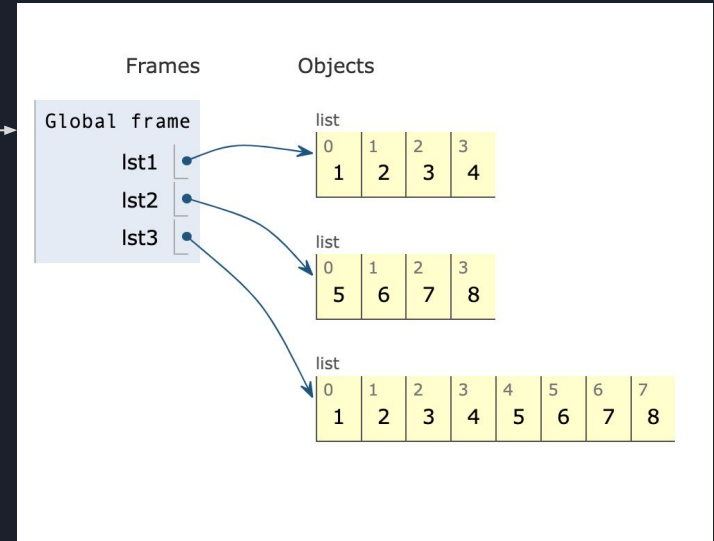 Frames Objects
Global frame
lst1
lst2
lst3
list
0 1 2 3
1 2 3 4
list
0 1 2 3
5 6 7 8
list
0 1 2 3 4 5 6 7
1 2 3 4 5 6 7 8